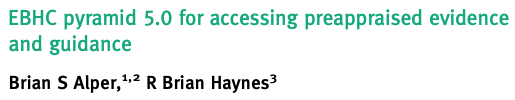 EBHC pyramid 5.0 for accessing preappraised evidence
and guidance
Brian S Alper,¹,² R Brian Haynes³